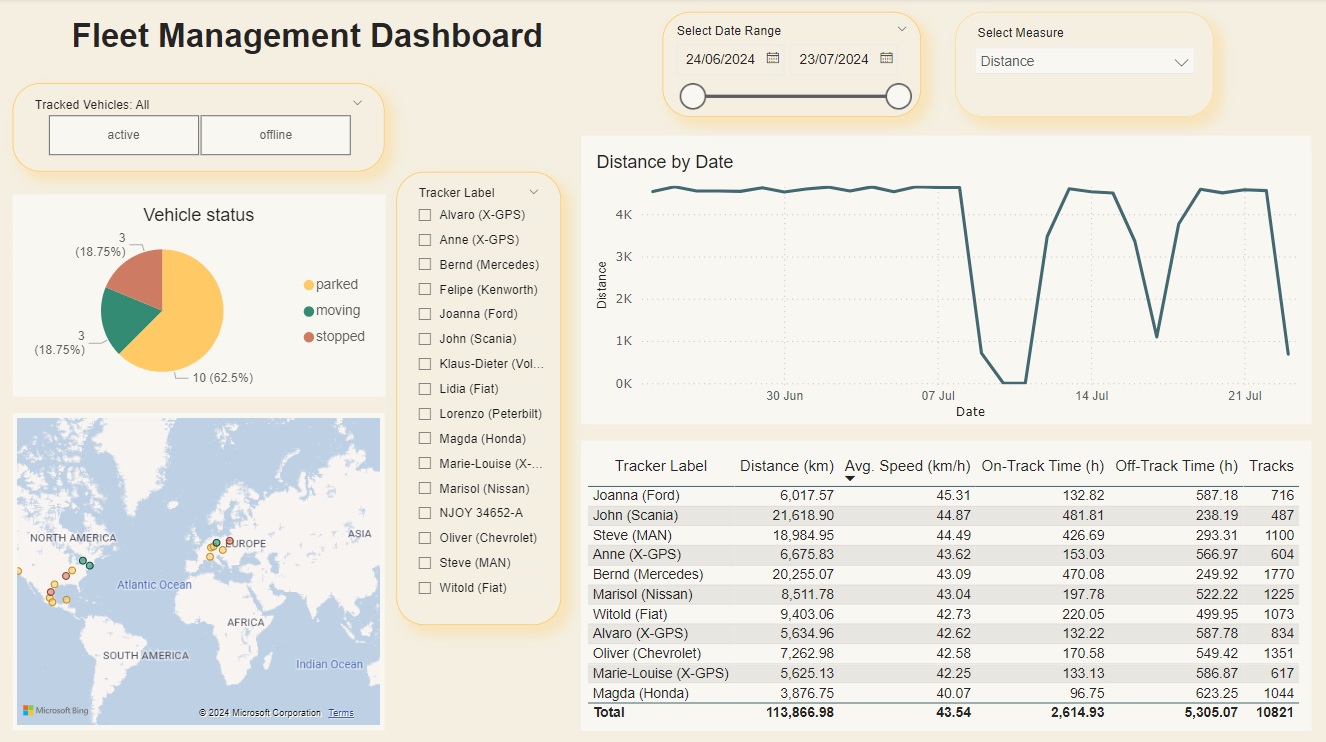 Fleet Management Dashboard
Select Date Range
24/06/2024 23/07/2024
Select Measure
Distance
Tracked Vehicles: All
active offline
Vehicle status
3
(18.75%)
3
(18.75%)
10 (62.5%)
parked
moving
stopped
Tracker Label
Alvaro (X-GPS)
Anne (X-GPS)
Bernd (Mercedes)
Felipe (Kenworth)
Joanna (Ford)
John (Scania)
Klaus-Dieter (Vol...
Lidia (Fiat)
Lorenzo (Peterbilt)
Magda (Honda)
Marie-Louise (X-...
Marisol (Nissan)
NJOY 34652-A
Oliver (Chevrolet)
Steve (MAN)
Witold (Fiat)
Distance by Date
4K
3K
2K
1K
0K
Distance
30 Jun 07 Jul 14 Jul 21 Jul
Date
NORTH AMERICA
EUROPE
ASIA
Atlantic Ocean
AFRICA
SOUTH AMERICA
Indian Ocean
Microsoft Bing
© 2024 Microsoft Corporation Terms
Tracker Label Distance (km) Avg. Speed (km/h) On-Track Time (h) Off-Track Time (h) Tracks
Joanna (Ford) 6,017.57 45.31 132.82 587.18 716
John (Scania) 21,618.90 44.87 481.81 238.19 487
Steve (MAN) 18,984.95 44.49 426.69 293.31 1100
Anne (X-GPS) 6,675.83 43.62 153.03 566.97 604
Bernd (Mercedes) 20,255.07 43.09 470.08 249.92 1770
Marisol (Nissan) 8,511.78 43.04 197.78 522.22 1225
Witold (Fiat) 9,403.06 42.73 220.05 499.95 1073
Alvaro (X-GPS) 5,634.96 42.62 132.22 587.78 834
Oliver (Chevrolet) 7,262.98 42.58 170.58 549.42 1351
Marie-Louise (X-GPS) 5,625.13 42.25 133.13 586.87 617
Magda (Honda) 3,876.75 40.07 96.75 623.25 1044
Total 113,866.98 43.54 2,614.93 5,305.07 10821